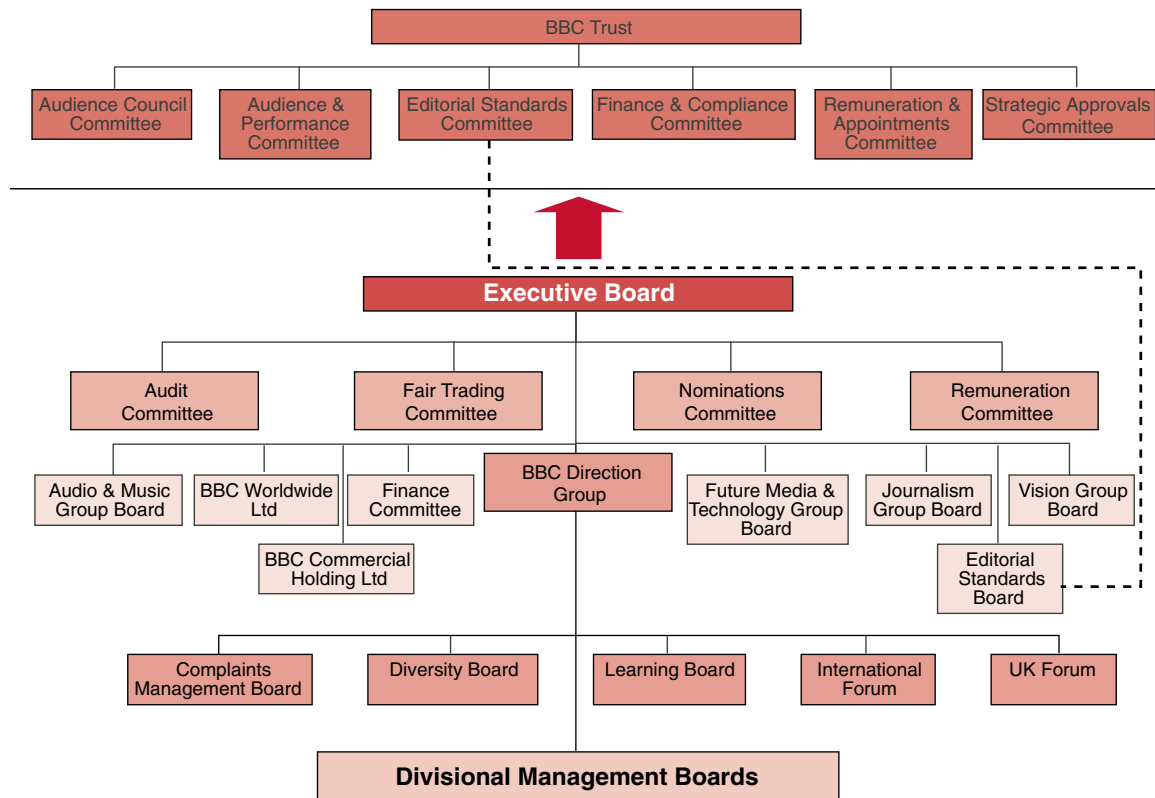 BBC Trust
Audience Council
Committee
Audience &
Performance
Committee
Editorial Standards
Committee
Finance & Compliance
Committee
Remuneration &
Appointments
Committee
Strategic Approvals
Committee
Executive Board
Audit
Committee
Fair Trading
Committee
Nominations
Committee
Remuneration
Committee
Audio & Music
Group Board
BBC Worldwide
Ltd
Finance
Committee
BBC Direction
Group
Future Media &
Technology Group
Board
Journalism
Group Board
Vision Group
Board
BBC Commercial
Holding Ltd
Editorial
Standards
Board
Complaints
Management Board
Diversity Board
Learning Board
International
Forum
UK Forum
Divisional Management Boards